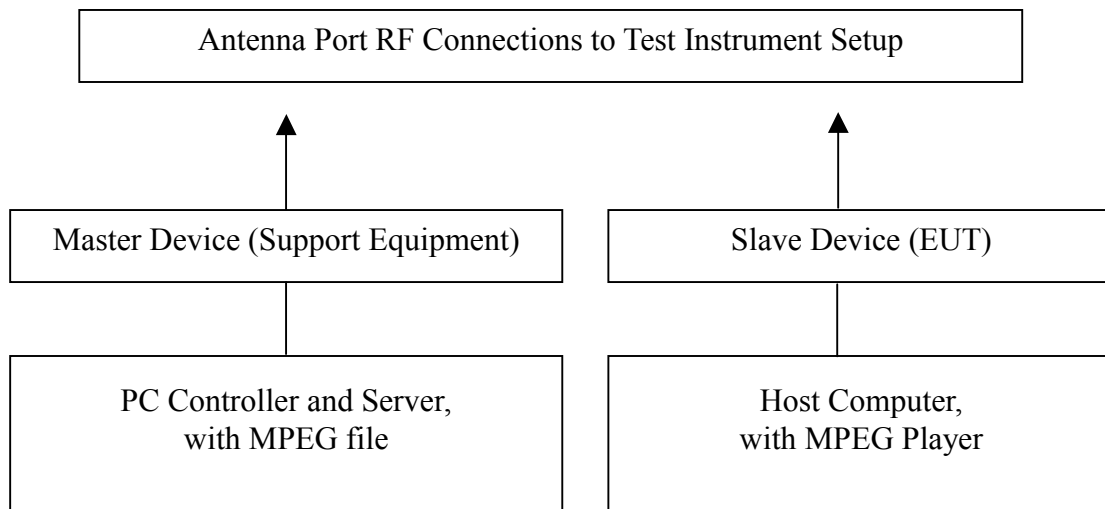 Antenna Port RF Connections to Test Instrument Setup
Master Device (Support Equipment)
Slave Device (EUT)
PC Controller and Server,
with MPEG file
Host Computer,
with MPEG Player